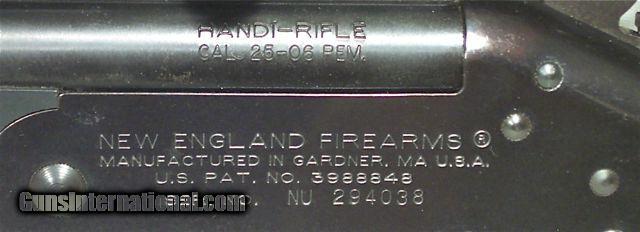 HANDI-RIFLE
CAL. 25-06 REM.
NEW ENGLAND FIREARMS ®
MANUFACTURED IN GARDNER, MA U.S.A.
U.S. PAT. NO. 3988848
GunsInternational.com
NU 294038